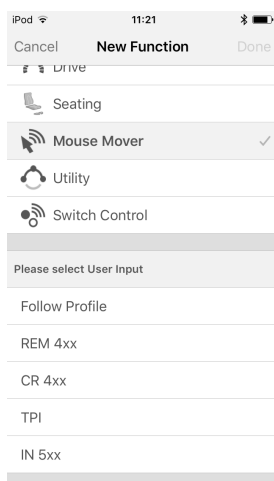 iPod 11:21
Cancel New Function Done
Drive
Seating
Mouse Mover
Utility
Switch Control
Please select User Input
Follow Profile
REM 4xx
CR 4xx
TPI
IN 5xx